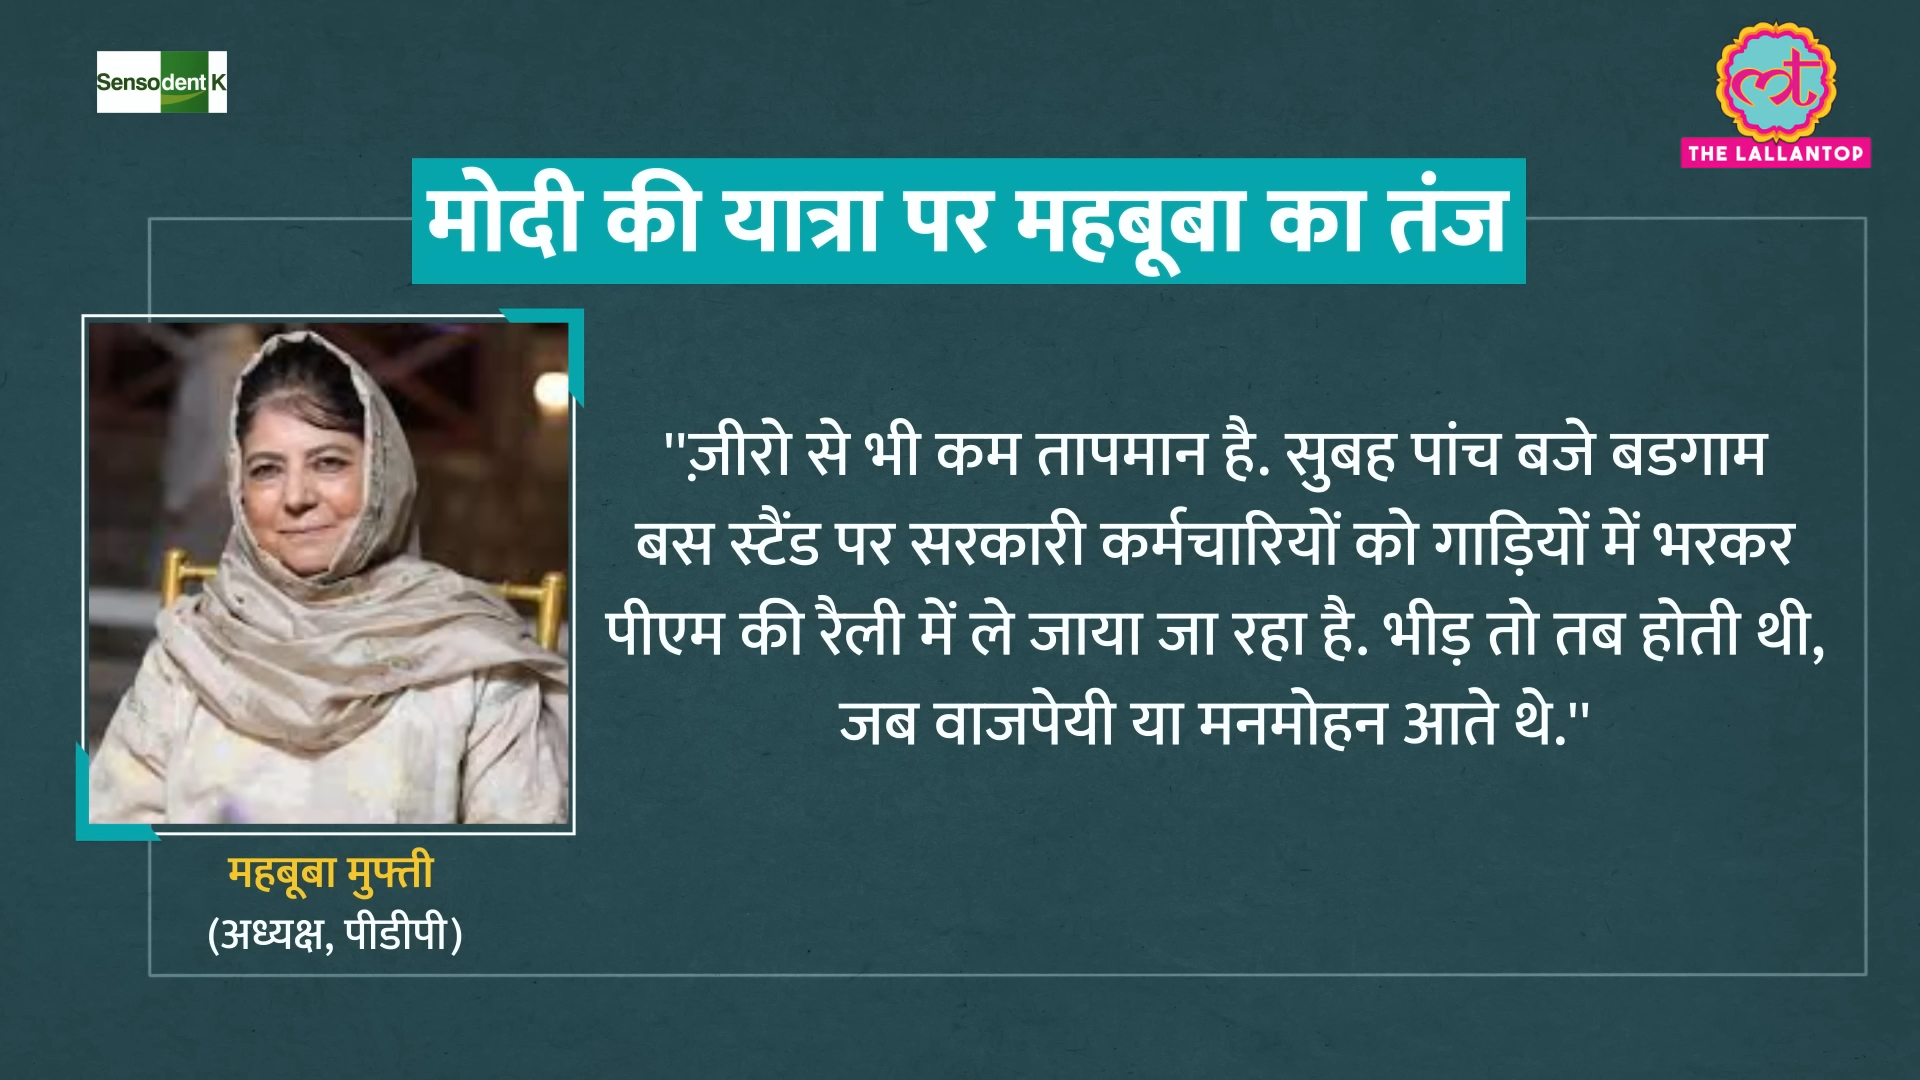 Sensodent K
THE LALLANTOP
मोदी की यात्रा पर महबूबा का तंज
"ज़ीरो से भी कम तापमान है. सुबह पांच बजे बडगाम
बस स्टैंड पर सरकारी कर्मचारियों को गाड़ियों में भरकर
पीएम की रैली में ले जाया जा रहा है. भीड़ तो तब होती थी,
जब वाजपेयी या मनमोहन आते थे."
महबूबा मुफ्ती
(अध्यक्ष, पीडीपी)